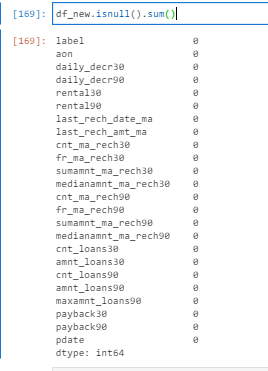 [169]: df_new.isnull().sum()
[169]: label 0
aon 0
daily_decr30 0
daily_decr90 0
rental30 0
rental90 0
last_rech_date_ma 0
last_rech_amt_ma 0
cnt_ma_rech30 0
fr_ma_rech30 0
sumamnt_ma_rech30 0
medianamnt_ma_rech30 0
cnt_ma_rech90 0
fr_ma_rech90 0
sumamnt_ma_rech90 0
medianamnt_ma_rech90 0
cnt_loans30 0
amnt_loans30 0
cnt_loans90 0
amnt_loans90 0
maxamnt_loans90 0
payback30 0
payback90 0
pdate 0
dtype: int64